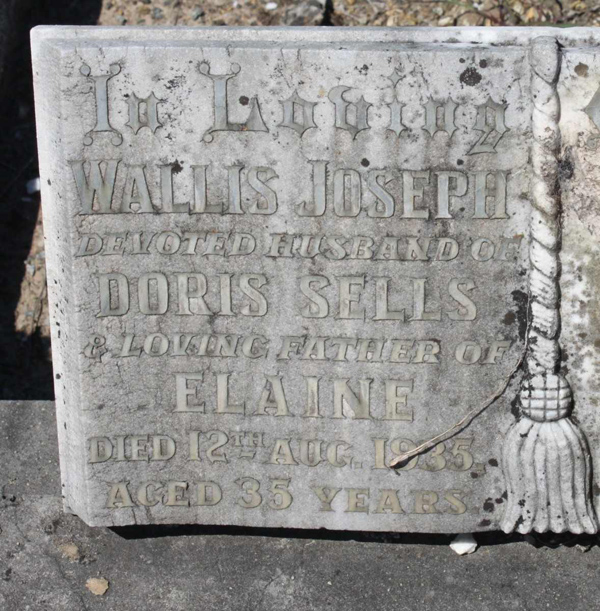 In Loving
WALLIS JOSEPH
DEVOTED HUSBAND OF
DORIS SELLS
& LOVING FATHER OF
ELAINE
DIED 12TH AUG. 1935.
AGED 35 YEARS